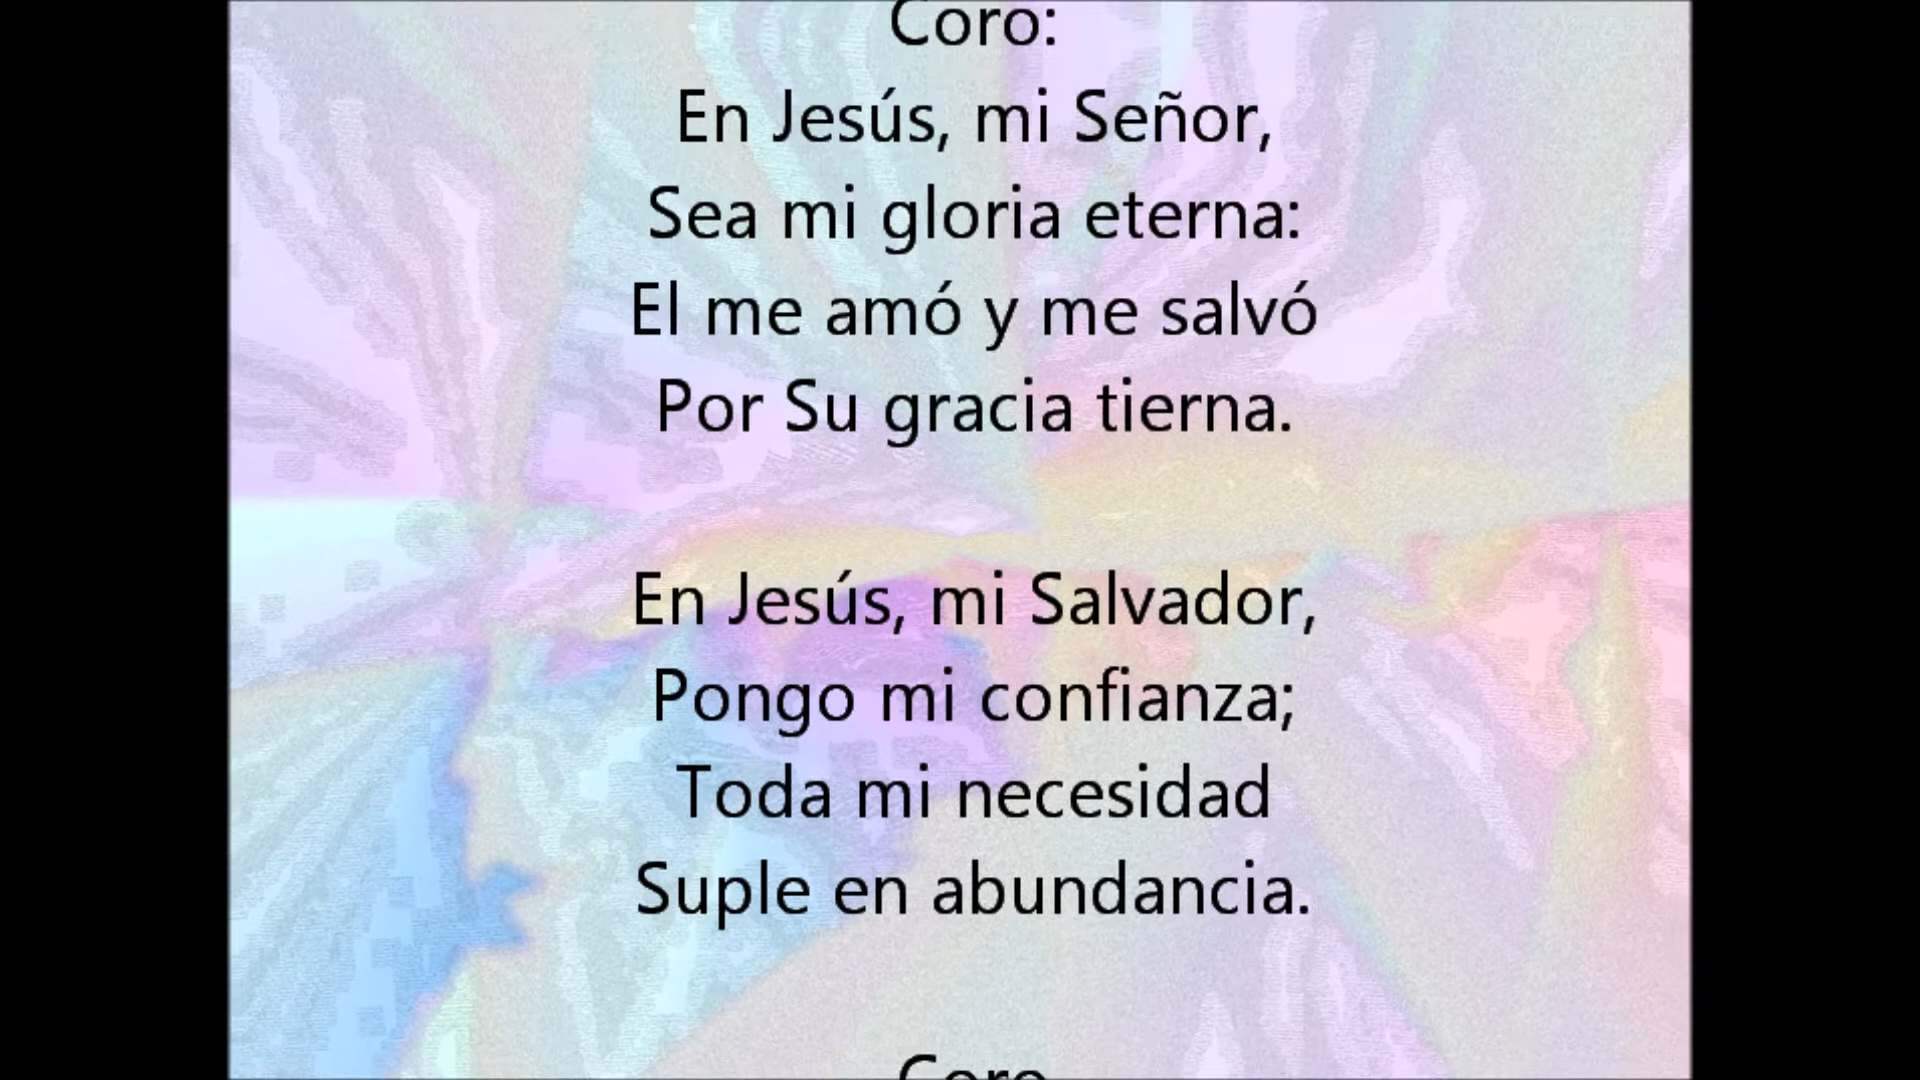 Coro:
En Jesús, mi Señor,
Sea mi gloria eterna:
El me amó y me salvó
Por Su gracia tierna.
En Jesús, mi Salvador,
Pongo mi confianza;
Toda mi necesidad
Suple en abundancia.
Coro